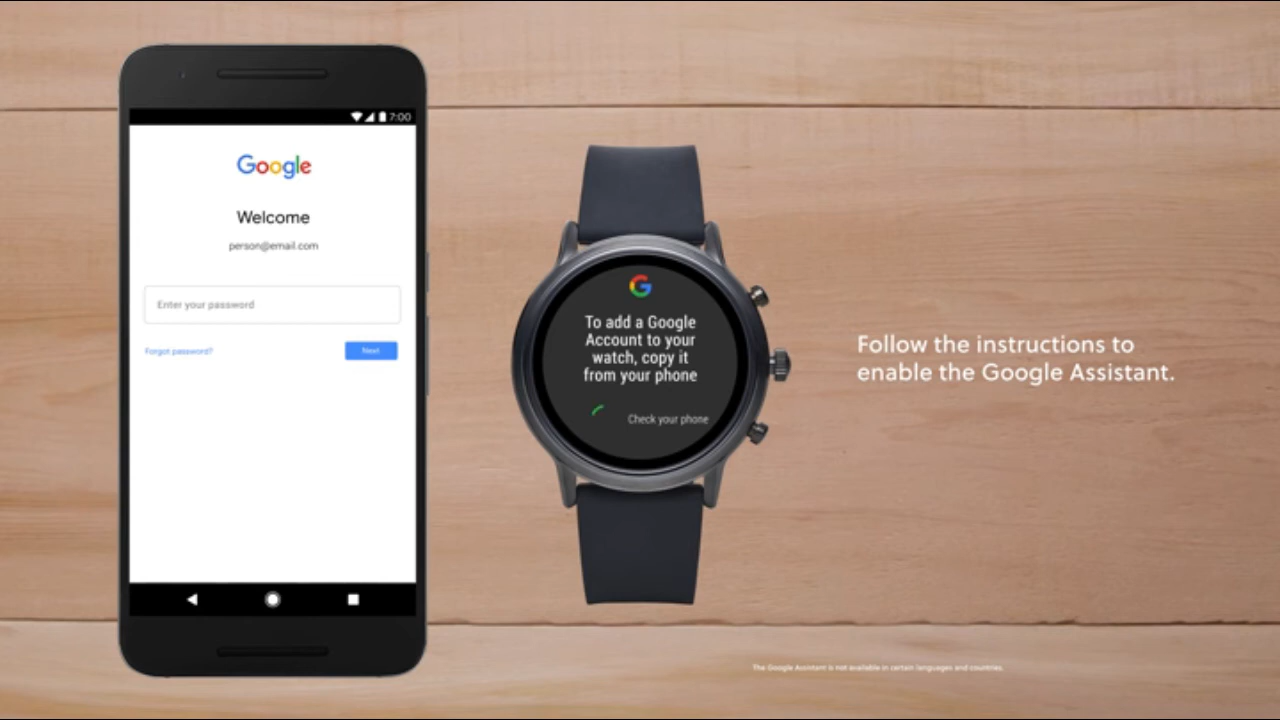 7:00
Google
Welcome
person@email.com
Enter your password
Forgot password?
Next
G
To add a Google
Account to your
watch, copy it
from your phone
Check your phone
Follow the instructions to
enable the Google Assistant.
The Google Assistant is not available in certain languages and countries.